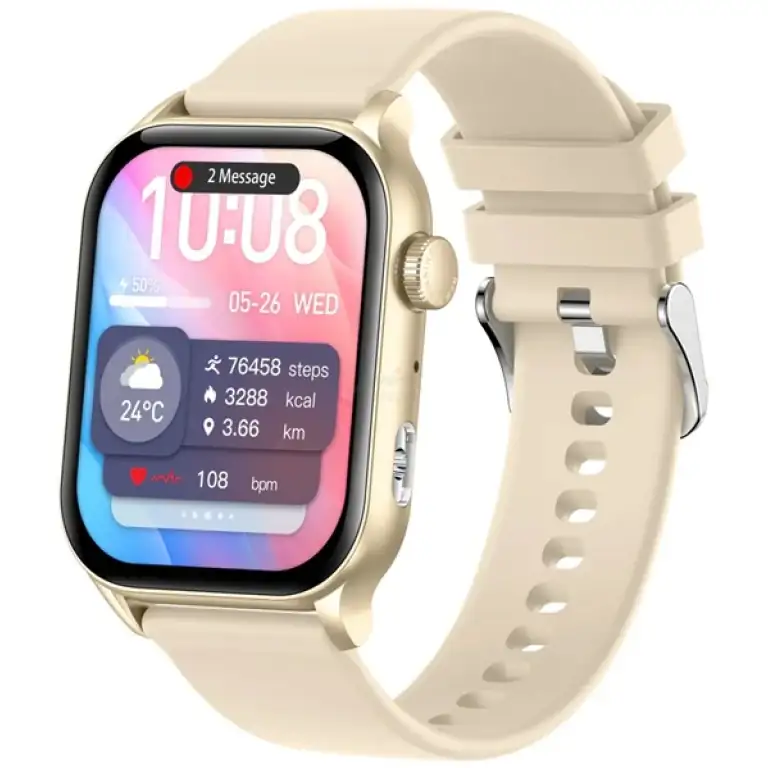 2 Message
10:08
50%
05-26 WED
24°C
76458 steps
3288 kcal
3.66 km
108 bpm